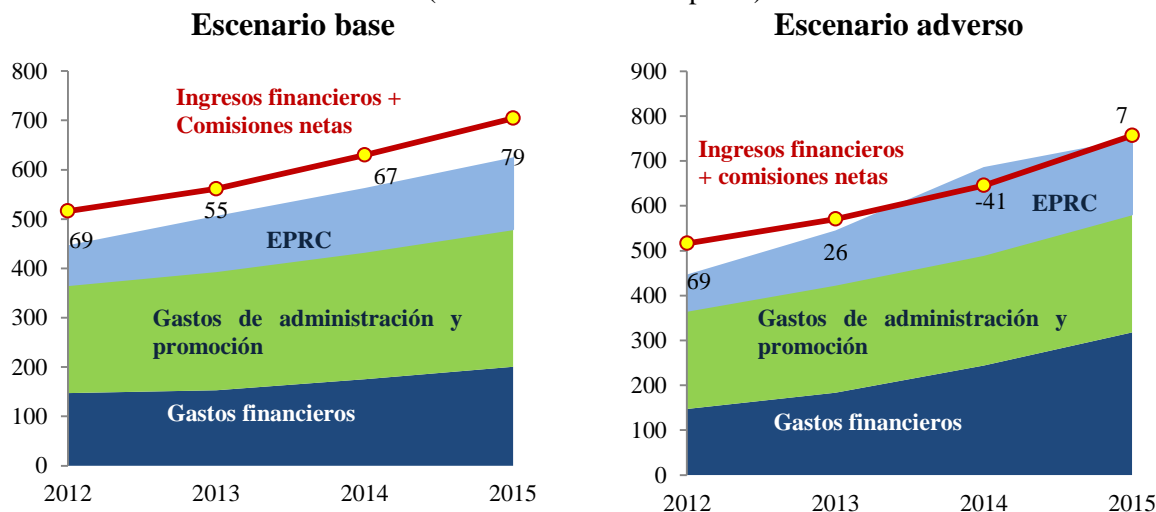 Escenario base
800
700
600
500
400
300
200
100
0
Ingresos financieros +
Comisiones netas
69
55
67
79
EPRC
Gastos de administración y
promoción
Gastos financieros
2012
2013
2014
2015
Escenario adverso
900
800
700
600
500
400
300
200
100
0
Ingresos financieros
+ comisiones netas
69
26
-41
7
EPRC
Gastos de administración y
promoción
Gastos financieros
2012
2013
2014
2015